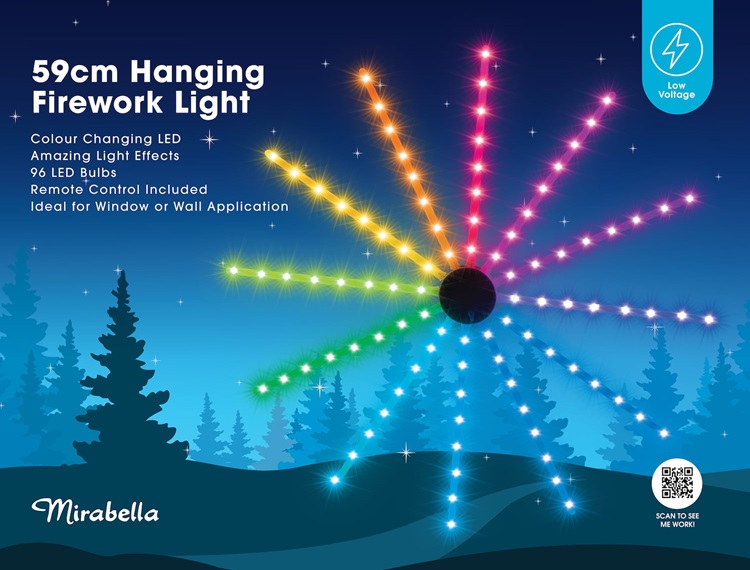 59cm Hanging
Firework Light
Colour Changing LED
Amazing Light Effects
96 LED Bulbs
Remote Control Included
Ideal for Window or Wall Application
Low
Voltage
Mirabella
SCAN TO SEE
ME WORK!